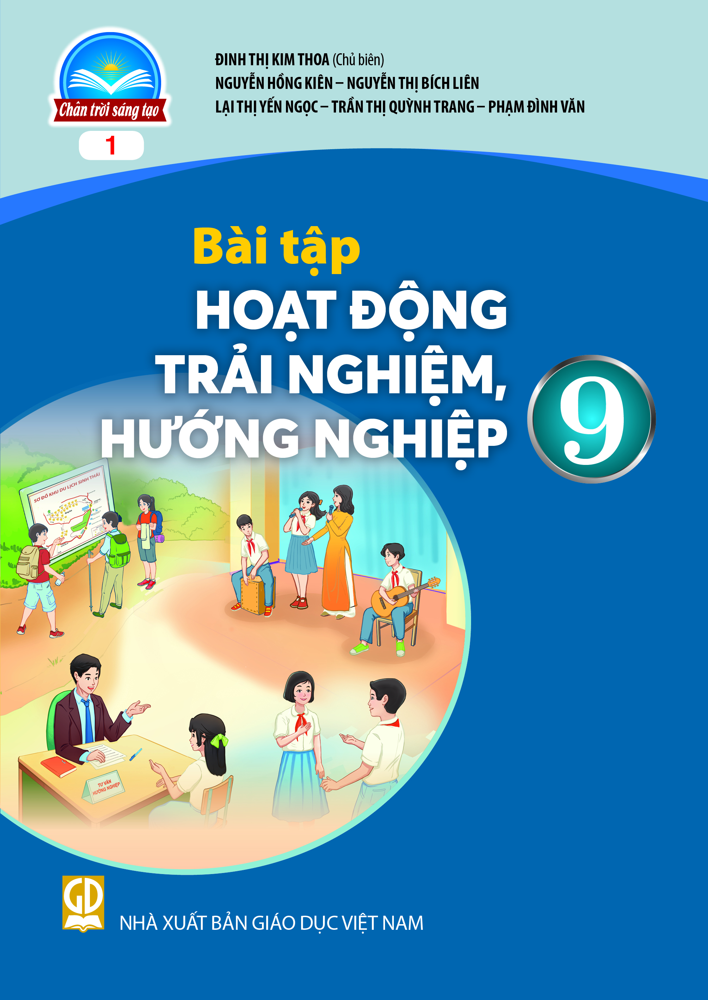 Chân trời sáng tạo
1
ĐINH THỊ KIM THOA (Chủ biên)
NGUYỄN HỒNG KIÊN – NGUYỄN THỊ BÍCH LIÊN
LẠI THỊ YẾN NGỌC – TRẦN THỊ QUỲNH TRANG – PHẠM ĐÌNH VĂN
Bài tập
HOẠT ĐỘNG
TRẢI NGHIỆM,
HƯỚNG NGHIỆP
9
SƠ ĐỒ KHU DU LỊCH SINH THÁI
TƯ VẤN
HƯỚNG NGHIỆP
GD
NHÀ XUẤT BẢN GIÁO DỤC VIỆT NAM